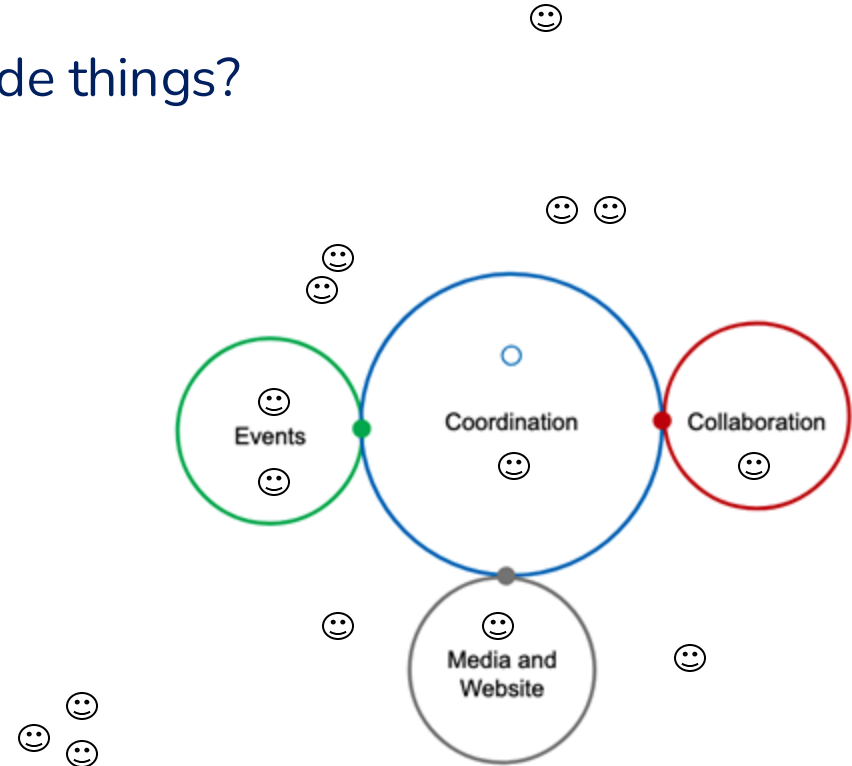 de things?
Coordination
Collaboration
Events
Media and
Website